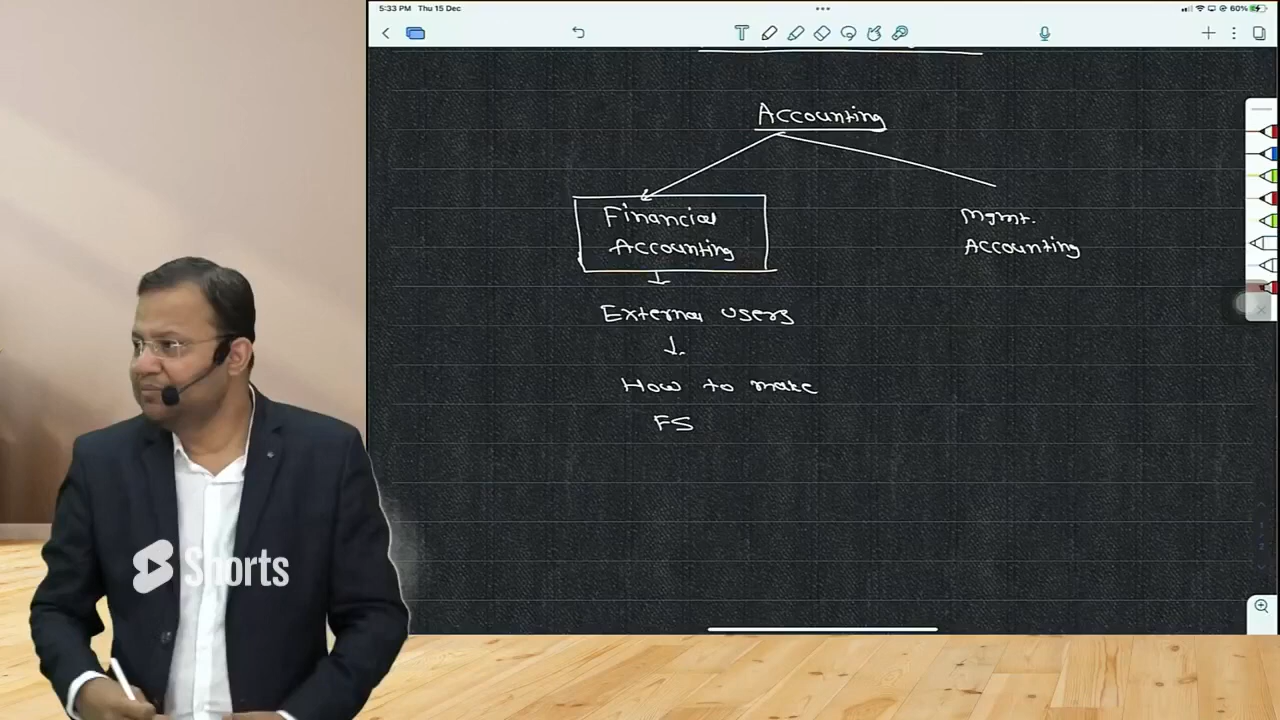 5:33 PM Thu 15 Dec
60%
T
Accounting
Financial
Accounting
Mgmt.
Accounting
External users
How to make
FS
Shorts